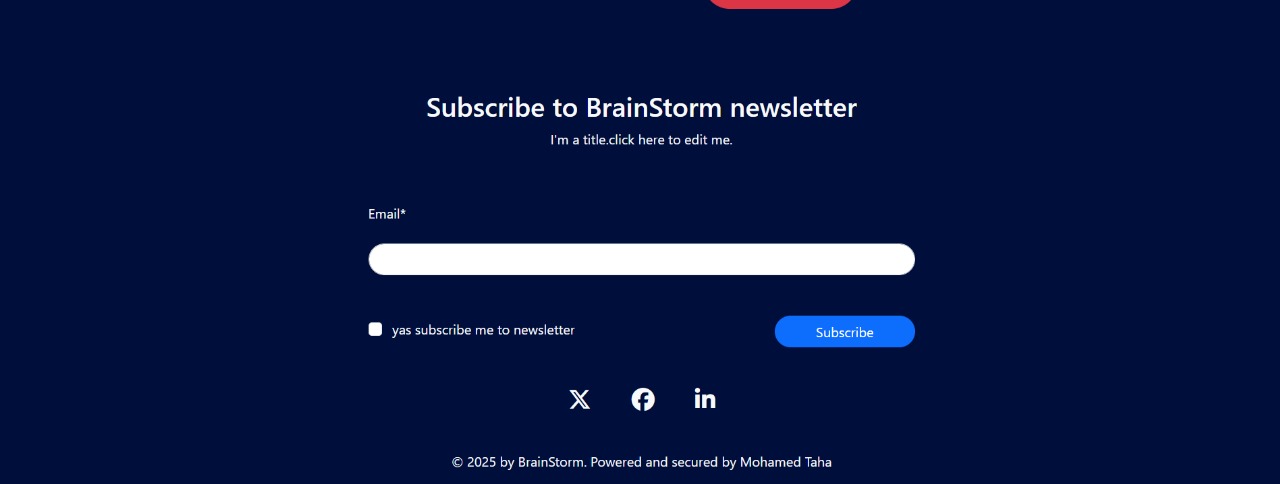 Subscribe to BrainStorm newsletter
I'm a title.click here to edit me.
Email*
yas subscribe me to newsletter
Subscribe
© 2025 by BrainStorm. Powered and secured by Mohamed Taha